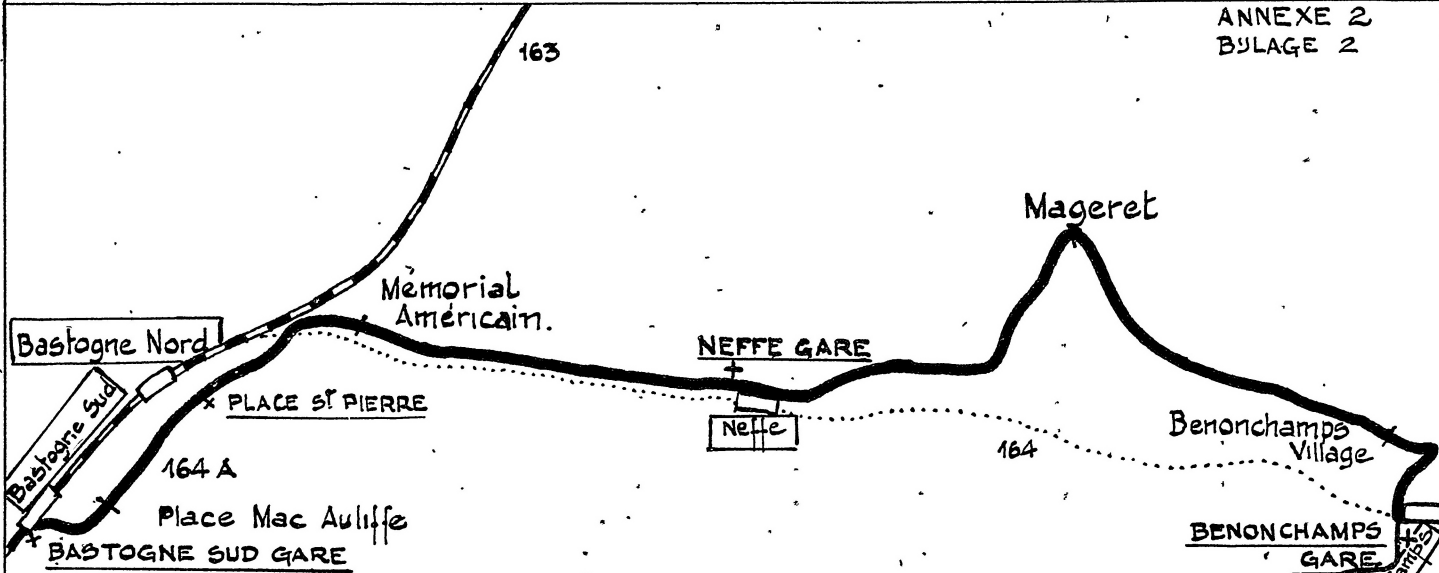 ANNEXE 2
BIJLAGE 2
163
Mageret
Mémorial
Américain.
Bastogne Nord
NEFFE GARE
Bastogne Sud
PLACE ST PIERRE
Neffe
Benonchamps
Village
164
164 A
Place Mac Auliffe
BASTOGNE SUD GARE
BENONCHAMPS
GARE